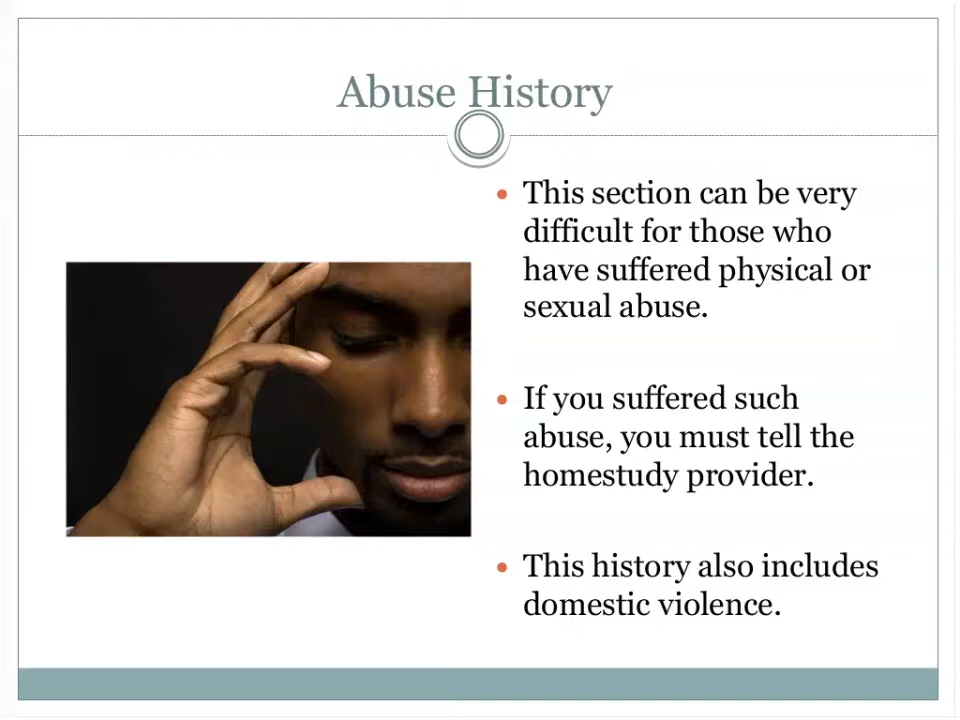 Abuse History
• This section can be very
difficult for those who
have suffered physical or
sexual abuse.
• If you suffered such
abuse, you must tell the
homestudy provider.
• This history also includes
domestic violence.